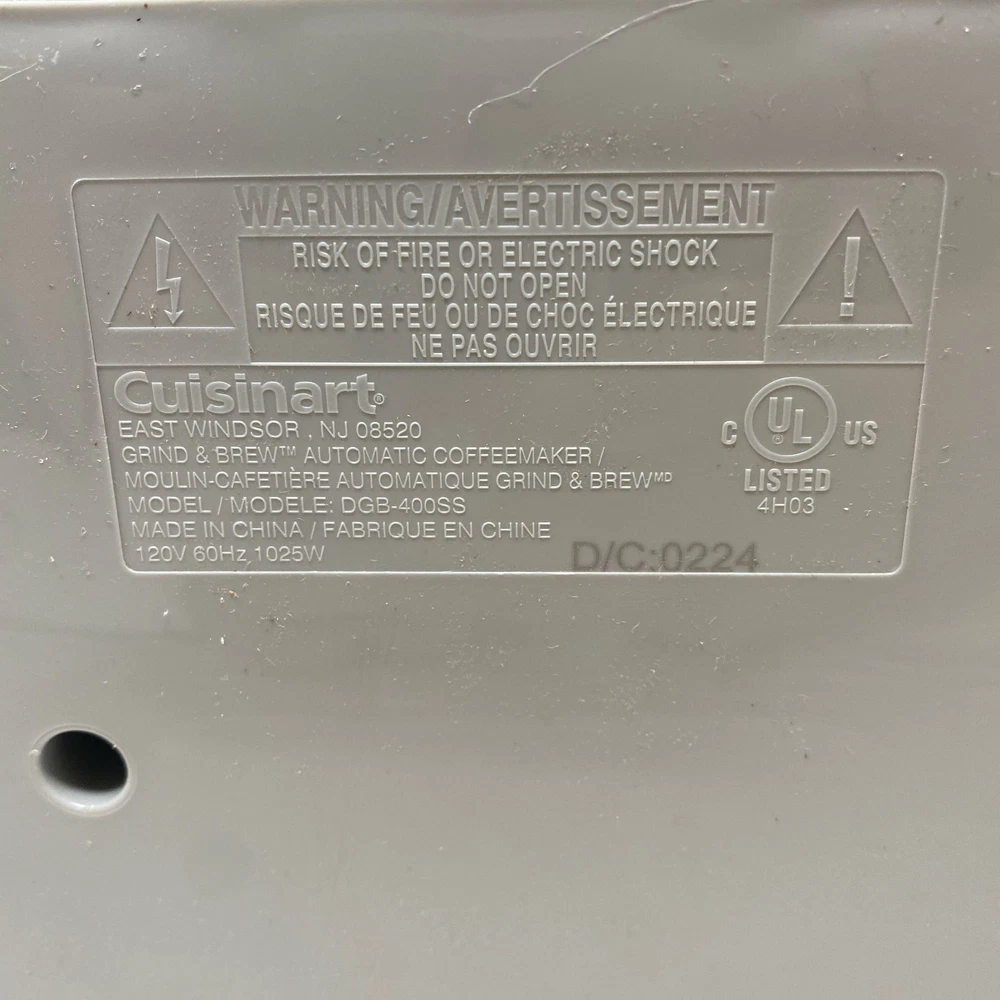 WARNING/AVERTISSEMENT
RISK OF FIRE OR ELECTRIC SHOCK
DO NOT OPEN
RISQUE DE FEU OU DE CHOC ÉLECTRIQUE
NE PAS OUVRIR
Cuisinart®
EAST WINDSOR , NJ 08520
GRIND & BREW™ AUTOMATIC COFFEEMAKER /
MOULIN-CAFETIÈRE AUTOMATIQUE GRIND & BREWᴹᴰ
MODEL / MODELE: DGB-400SS
MADE IN CHINA / FABRIQUE EN CHINE
120V 60Hz 1025W
D/C:0224
C UL® US
LISTED
4H03